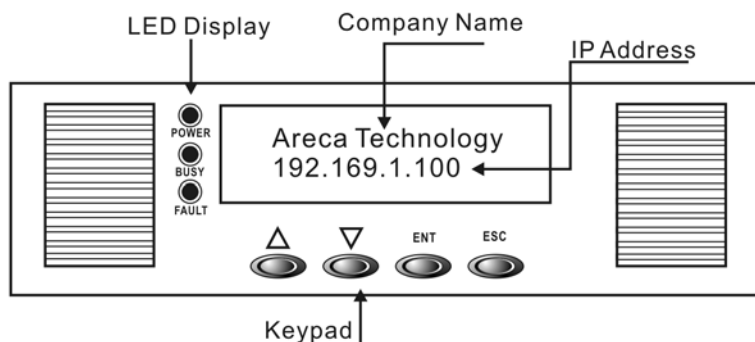 LED Display
Company Name
IP Address
POWER
BUSY
FAULT
Areca Technology
192.169.1.100
ENT
ESC
Keypad